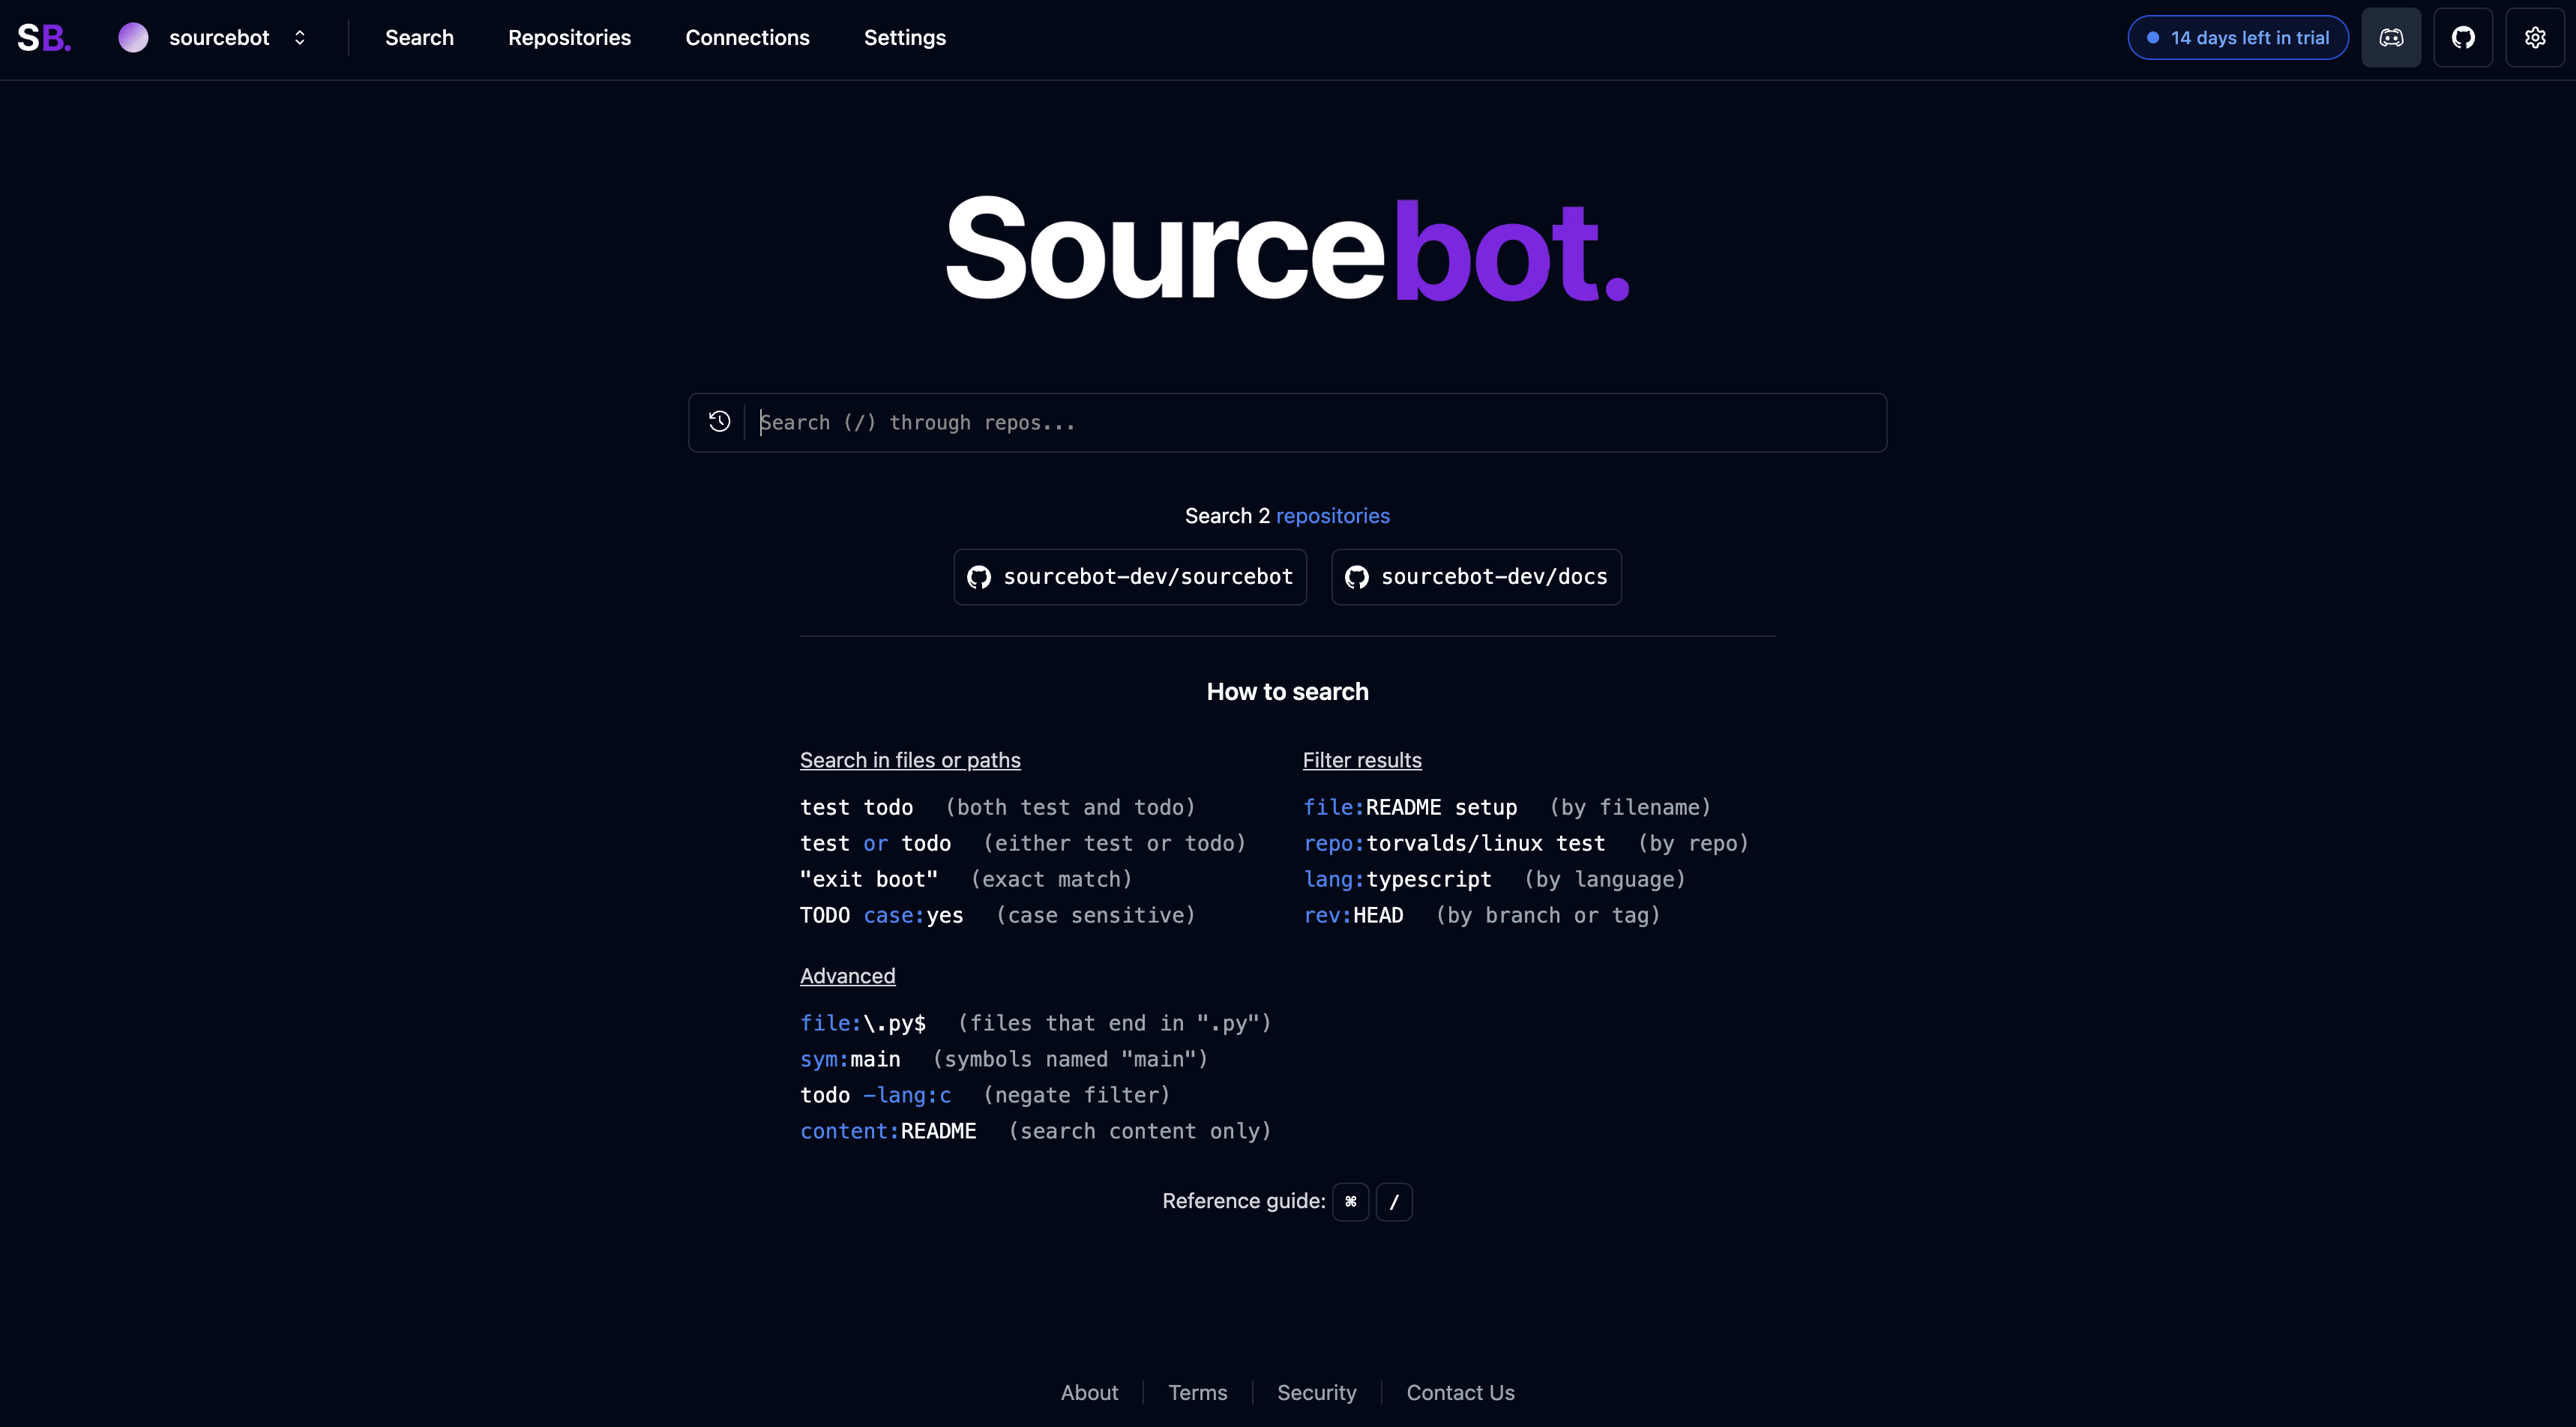 SB.
sourcebot
Search
Repositories
Connections
Settings
14 days left in trial
Sourcebot.
Search (/) through repos...
Search 2 repositories
sourcebot-dev/sourcebot
sourcebot-dev/docs
How to search
Search in files or paths
test todo (both test and todo)
test or todo (either test or todo)
"exit boot" (exact match)
TODO case:yes (case sensitive)
Filter results
file:README setup (by filename)
repo:torvalds/linux test (by repo)
lang:typescript (by language)
rev:HEAD (by branch or tag)
Advanced
file:\.py$ (files that end in ".py")
sym:main (symbols named "main")
todo -lang:c (negate filter)
content:README (search content only)
Reference guide: ⌘ /
About
Terms
Security
Contact Us